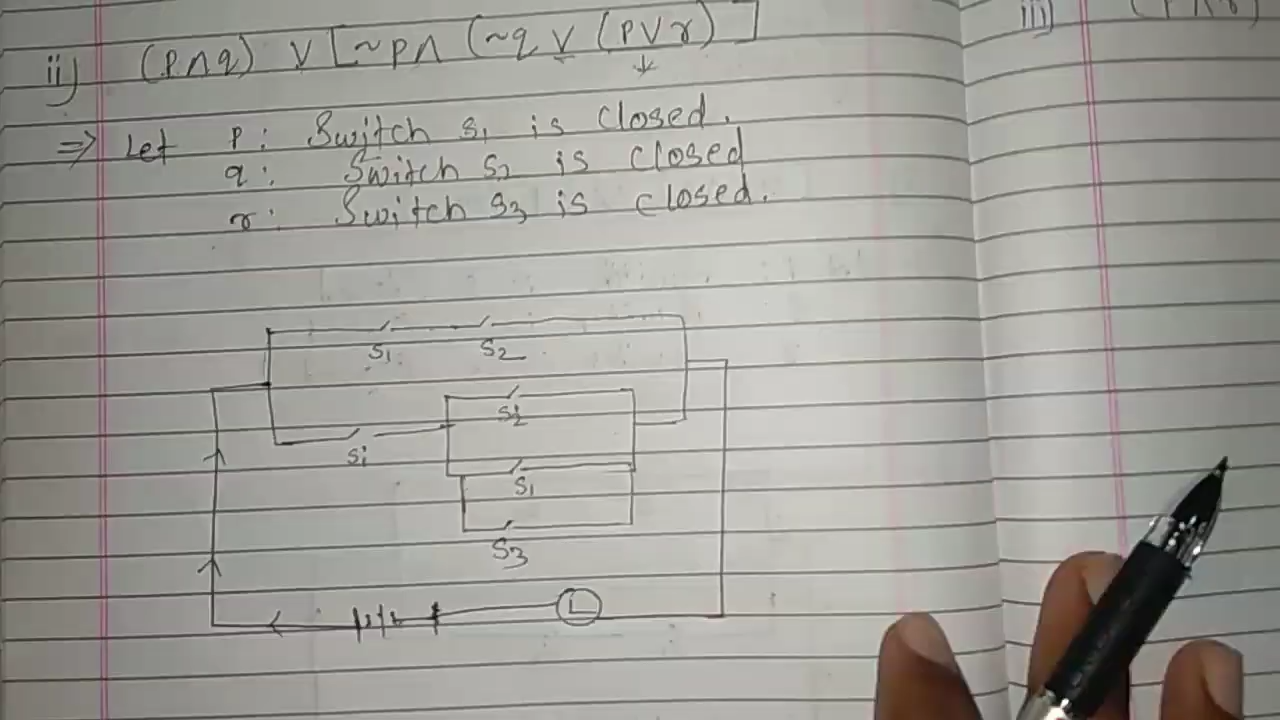 iii) (p∧r)
ii) (p∧q) ∨ [~p∧ (~q ∨ (p∨r) ]
⇒ Let p: Switch S₁ is closed.
q: Switch S₂ is closed
r: Switch S₃ is closed.
S₁ S₂
S₂'
S₁'
S₁
S₃
L